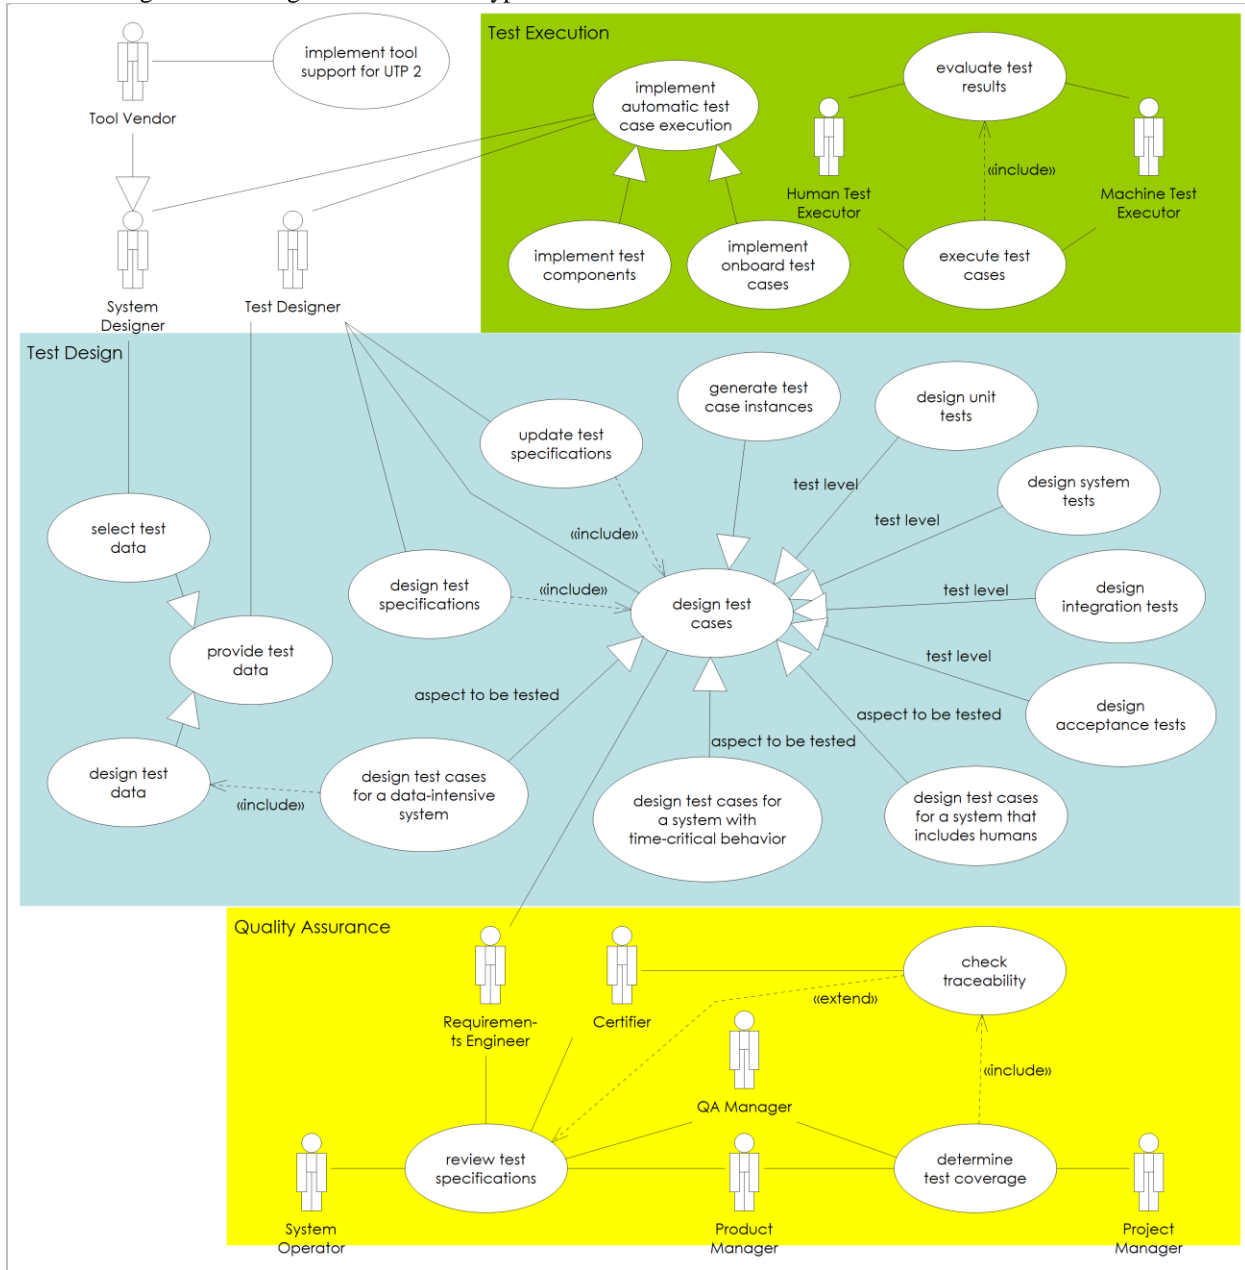 Test Execution
implement tool
support for UTP 2
evaluate test
results
implement
automatic test
case execution
Tool Vendor
«include»
Human Test
Executor
Machine Test
Executor
implement test
components
implement
onboard test
cases
execute test
cases
System
Designer
Test Designer
Test Design
generate test
case instances
design unit
tests
update test
specifications
test level
design system
tests
select test
data
«include»
test level
design test
specifications
«include»
design test
cases
test level
design
integration tests
provide test
data
test level
aspect to be tested
design
acceptance tests
aspect to be tested
aspect to be tested
design test
data
«include»
design test cases
for a data-intensive
system
design test cases for
a system with
time-critical behavior
design test cases
for a system that
includes humans
Quality Assurance
check
traceability
«extend»
Requiremen-
ts Engineer
Certifier
«include»
QA Manager
review test
specifications
determine
test coverage
System
Operator
Product
Manager
Project
Manager